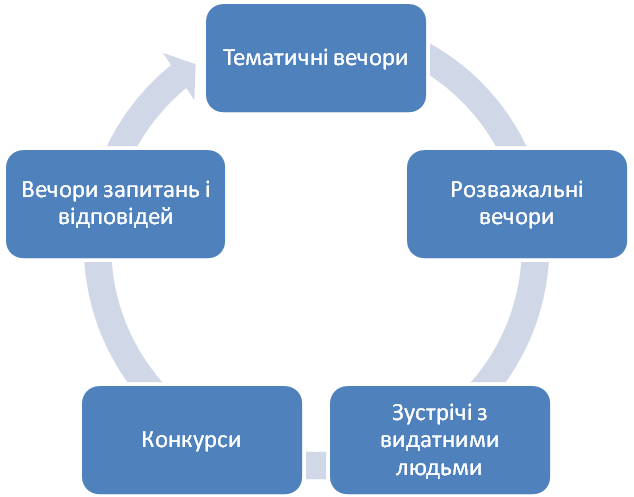 Тематичні вечори
Розважальні
вечори
Зустрічі з
видатними
людьми
Конкурси
Вечори запитань і
відповідей